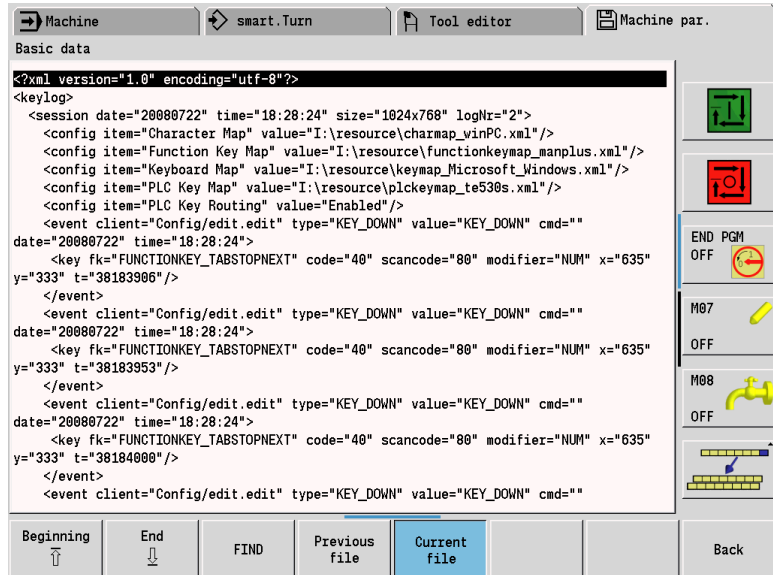 Machine
smart.Turn
Tool editor
Machine par.
Basic data
<?xml version="1.0" encoding="utf-8"?>
<keylog>
<session date="20080722" time="18:28:24" size="1024x768" logNr="2">
<config item="Character Map" value="I:\resource\charmap_winPC.xml"/>
<config item="Function Key Map" value="I:\resource\functionkeymap_manplus.xml"/>
<config item="Keyboard Map" value="I:\resource\keymap_Microsoft_Windows.xml"/>
<config item="PLC Key Map" value="I:\resource\plckeymap_te530s.xml"/>
<config item="PLC Key Routing" value="Enabled"/>
<event client="Config/edit.edit" type="KEY_DOWN" value="KEY_DOWN" cmd=""
date="20080722" time="18:28:24">
<key fk="FUNCTIONKEY_TABSTOPNEXT" code="40" scancode="80" modifier="NUM" x="635"
y="333" t="38183906"/>
</event>
<event client="Config/edit.edit" type="KEY_DOWN" value="KEY_DOWN" cmd=""
date="20080722" time="18:28:24">
<key fk="FUNCTIONKEY_TABSTOPNEXT" code="40" scancode="80" modifier="NUM" x="635"
y="333" t="38183953"/>
</event>
<event client="Config/edit.edit" type="KEY_DOWN" value="KEY_DOWN" cmd=""
date="20080722" time="18:28:24">
<key fk="FUNCTIONKEY_TABSTOPNEXT" code="40" scancode="80" modifier="NUM" x="635"
y="333" t="38184000"/>
</event>
<event client="Config/edit.edit" type="KEY_DOWN" value="KEY_DOWN" cmd=""
END PGM
OFF
M07
OFF
M08
OFF
Beginning
End
FIND
Previous
file
Current
file
Back